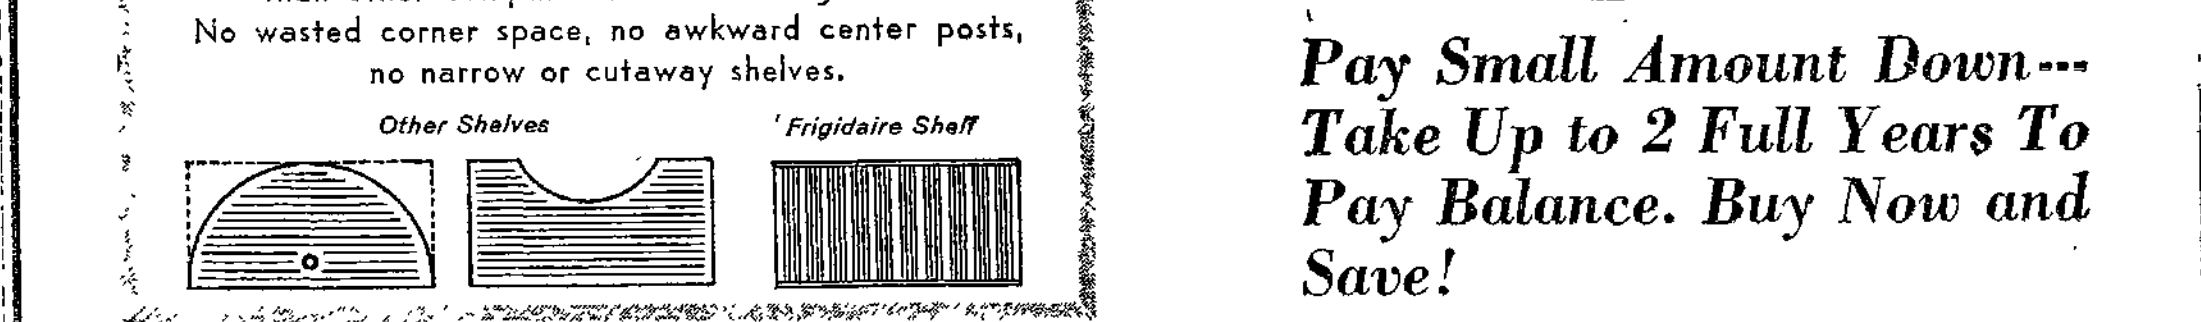 No wasted corner space, no awkward center posts,
no narrow or cutaway shelves.
Other Shelves
Frigidaire Shelf
Pay Small Amount Down---
Take Up to 2 Full Years To
Pay Balance. Buy Now and
Save!